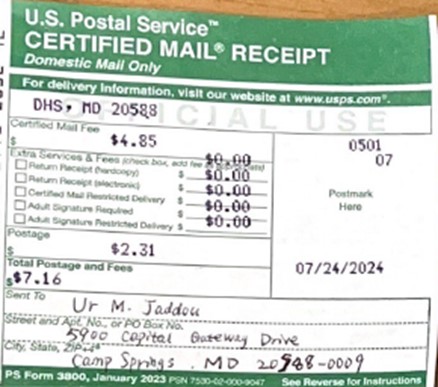 U.S. Postal Service™
CERTIFIED MAIL® RECEIPT
Domestic Mail Only
For delivery information, visit our website at www.usps.com®.
DHS, MD 20588
OFFICIAL USE
Certified Mail Fee
$ $4.85
0501
07
Extra Services & Fees (check box, add fee $0.00
Return Receipt (hardcopy) $ $0.00
Return Receipt (electronic) $ $0.00
Certified Mail Restricted Delivery $ $0.00
Adult Signature Required $ $0.00
Adult Signature Restricted Delivery $ $0.00
Postmark
Here
Postage
$ $2.31
Total Postage and Fees
$ $7.16
07/24/2024
Sent To
Ur M. Jaddou
Street and Apt. No., or PO Box No.
5900 Capital Gateway Drive
City, State, ZIP+4®
Camp Springs, MD 20588-0009
PS Form 3800, January 2023 PSN 7530-02-000-9047 See Reverse for Instructions